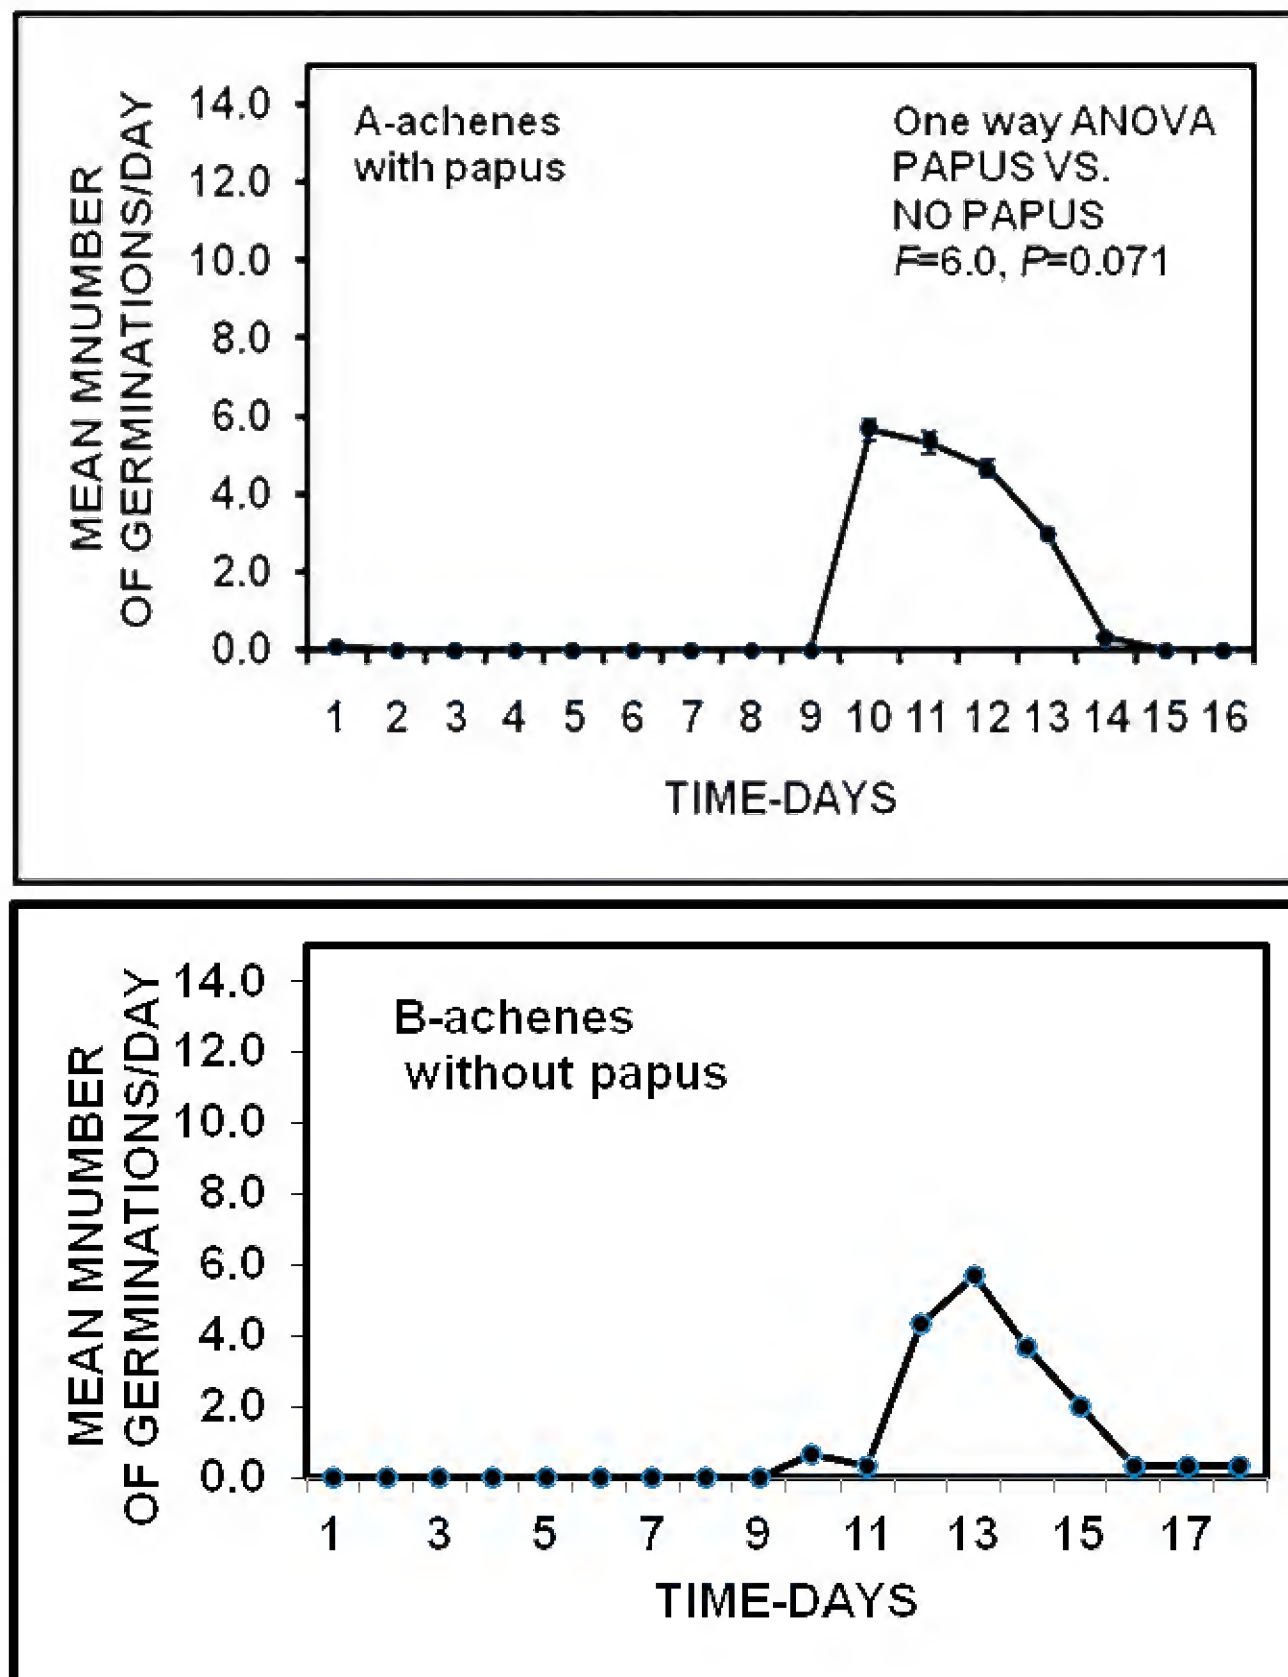 MEAN MNUMBER
OF GERMINATIONS/DAY
14.0
12.0
10.0
8.0
6.0
4.0
2.0
0.0
A-achenes
with papus
One way ANOVA
PAPUS VS.
NO PAPUS
F=6.0, P=0.071
1 2 3 4 5 6 7 8 9 10 11 12 13 14 15 16
TIME-DAYS
MEAN MNUMBER
OF GERMINATIONS/DAY
14.0
12.0
10.0
8.0
6.0
4.0
2.0
0.0
B-achenes
without papus
1 3 5 7 9 11 13 15 17
TIME-DAYS